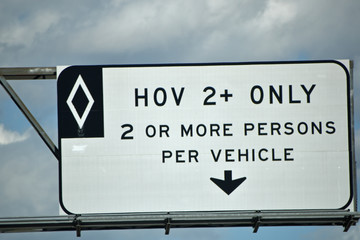 HOV 2+ ONLY
2 OR MORE PERSONS
PER VEHICLE